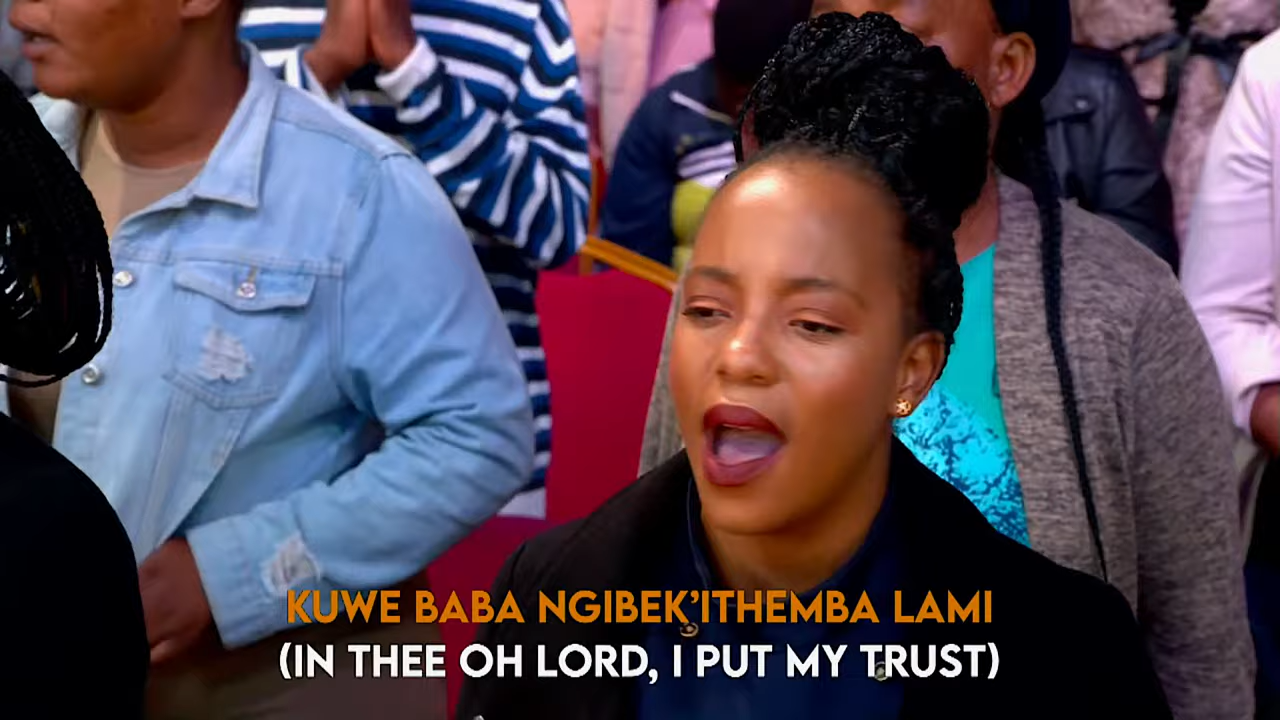 KUWE BABA NGIBEK’ITHEMBA LAMI
(IN THEE OH LORD, I PUT MY TRUST)